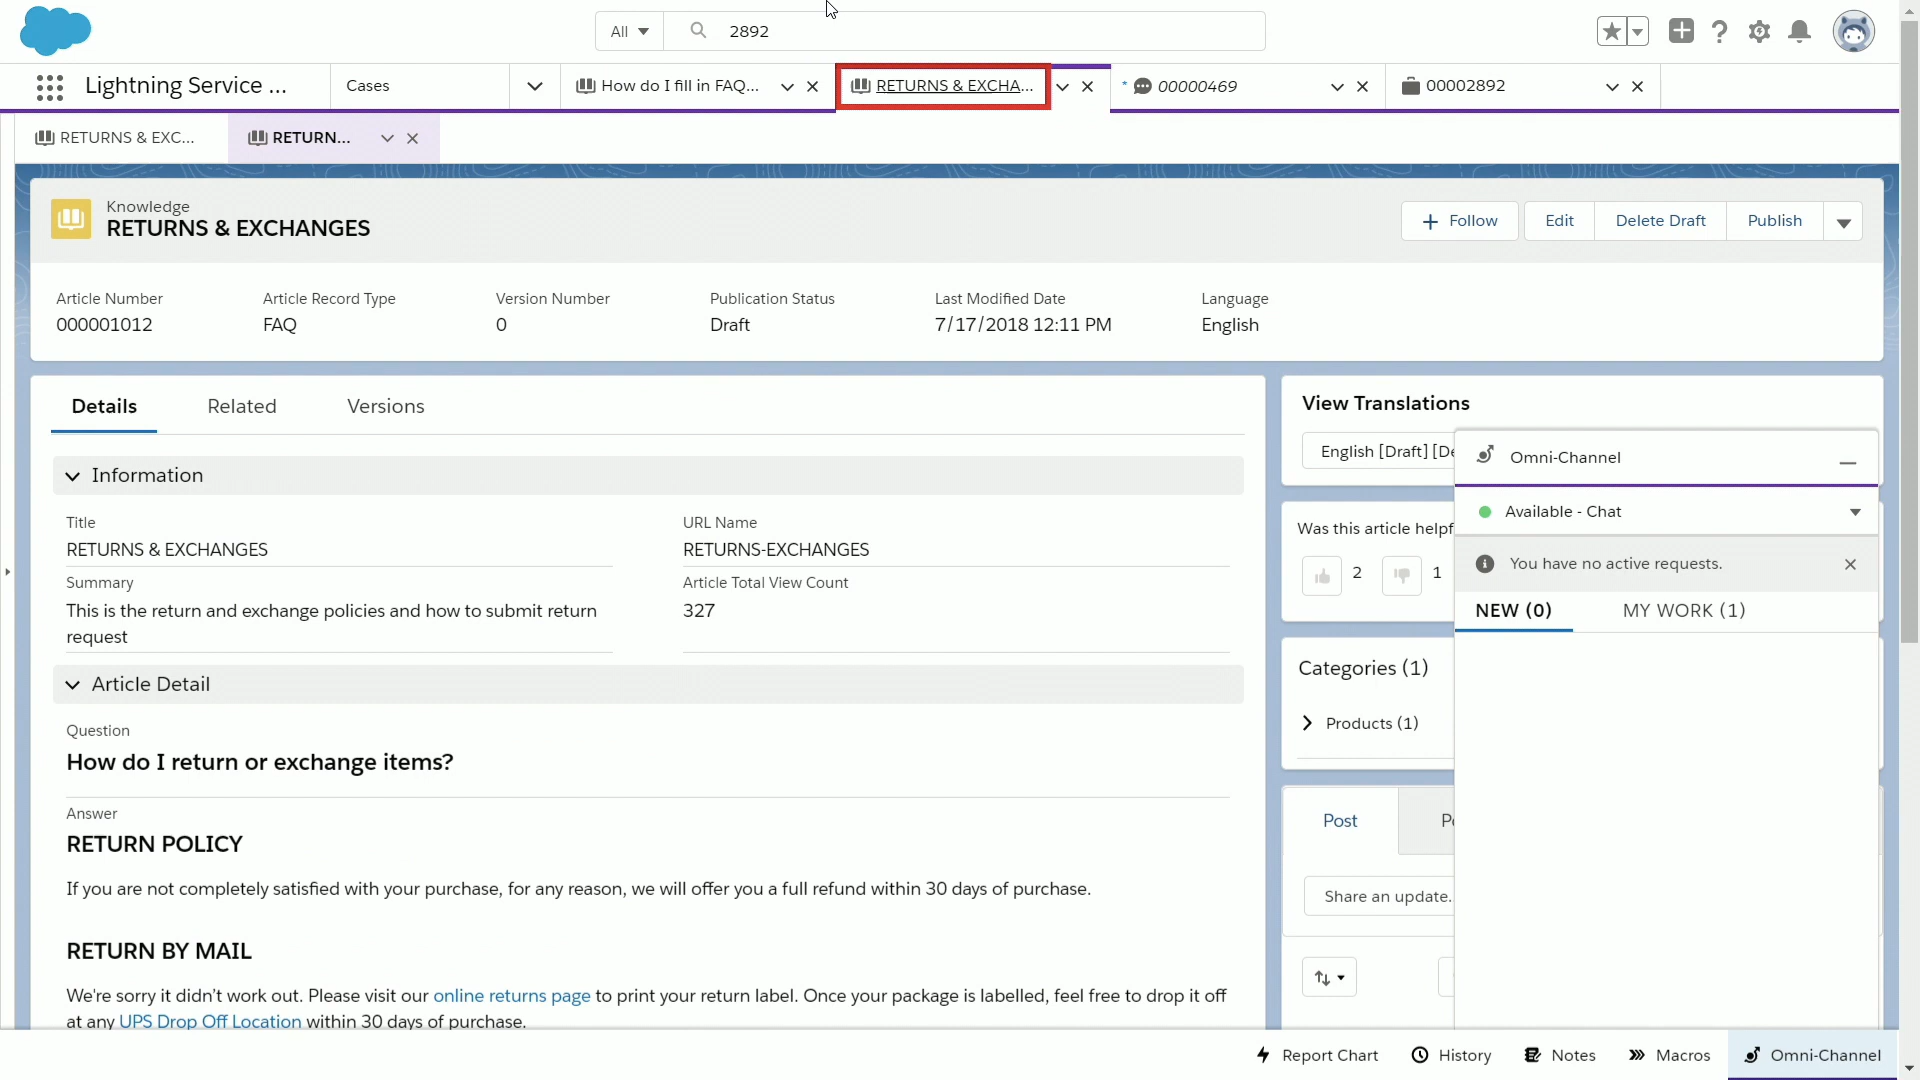 All
2892
Lightning Service ...
Cases
How do I fill in FAQ...
RETURNS & EXCHA...
* 00000469
00002892
RETURNS & EXC...
RETURN...
Knowledge
RETURNS & EXCHANGES
Follow
Edit
Delete Draft
Publish
Article Number
Article Record Type
Version Number
Publication Status
Last Modified Date
Language
000001012
FAQ
0
Draft
7/17/2018 12:11 PM
English
Details
Related
Versions
Information
Title
RETURNS & EXCHANGES
URL Name
RETURNS-EXCHANGES
Summary
This is the return and exchange policies and how to submit return
request
Article Total View Count
327
Article Detail
Question
How do I return or exchange items?
Answer
RETURN POLICY
If you are not completely satisfied with your purchase, for any reason, we will offer you a full refund within 30 days of purchase.
RETURN BY MAIL
We're sorry it didn't work out. Please visit our online returns page to print your return label. Once your package is labelled, feel free to drop it off
at any UPS Drop Off Location within 30 days of purchase.
View Translations
English [Draft] [De
Was this article helpf
2
1
Categories (1)
Products (1)
Post
Share an update.
Omni-Channel
Available - Chat
You have no active requests.
NEW (0)
MY WORK (1)
Report Chart
History
Notes
Macros
Omni-Channel